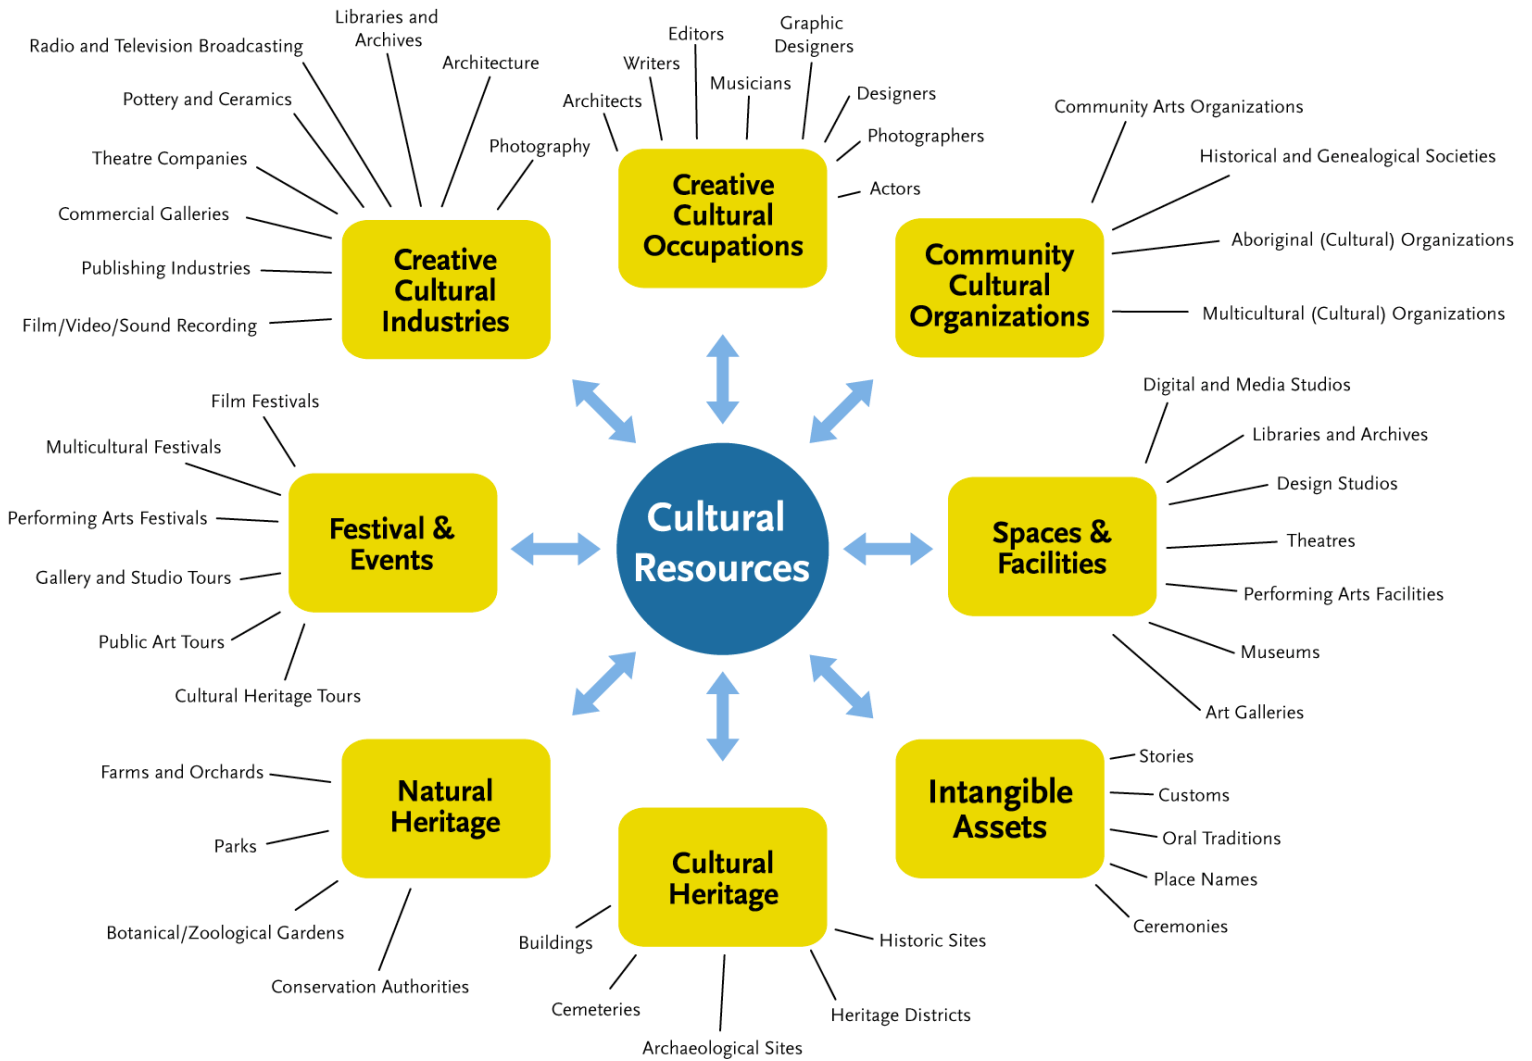 Libraries and
Archives
Radio and Television Broadcasting
Architecture
Pottery and Ceramics
Photography
Theatre Companies
Commercial Galleries
Publishing Industries
Film/Video/Sound Recording
Creative
Cultural
Industries
Editors
Graphic
Designers
Writers
Musicians
Architects
Designers
Photographers
Actors
Creative
Cultural
Occupations
Community Arts Organizations
Historical and Genealogical Societies
Aboriginal (Cultural) Organizations
Multicultural (Cultural) Organizations
Community
Cultural
Organizations
Film Festivals
Multicultural Festivals
Performing Arts Festivals
Gallery and Studio Tours
Public Art Tours
Cultural Heritage Tours
Festival &
Events
Cultural
Resources
Spaces &
Facilities
Digital and Media Studios
Libraries and Archives
Design Studios
Theatres
Performing Arts Facilities
Museums
Art Galleries
Farms and Orchards
Parks
Botanical/Zoological Gardens
Conservation Authorities
Natural
Heritage
Cultural
Heritage
Buildings
Cemeteries
Archaeological Sites
Heritage Districts
Historic Sites
Intangible
Assets
Stories
Customs
Oral Traditions
Place Names
Ceremonies